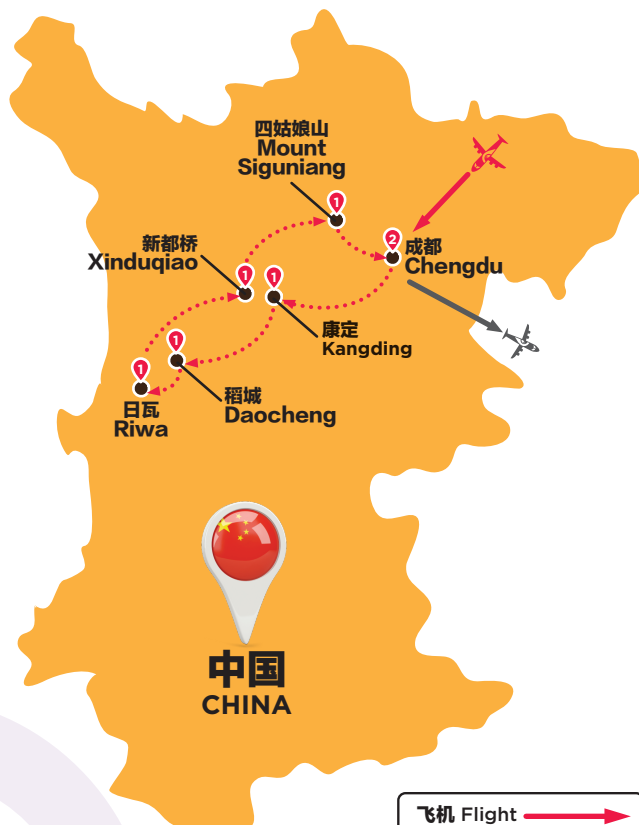 四姑娘山
Mount
Siguniang
1
新都桥
Xinduqiao
1
2
成都
Chengdu
1
康定
Kangding
1
稻城
Daocheng
1
日瓦
Riwa
中国
CHINA
飞机 Flight